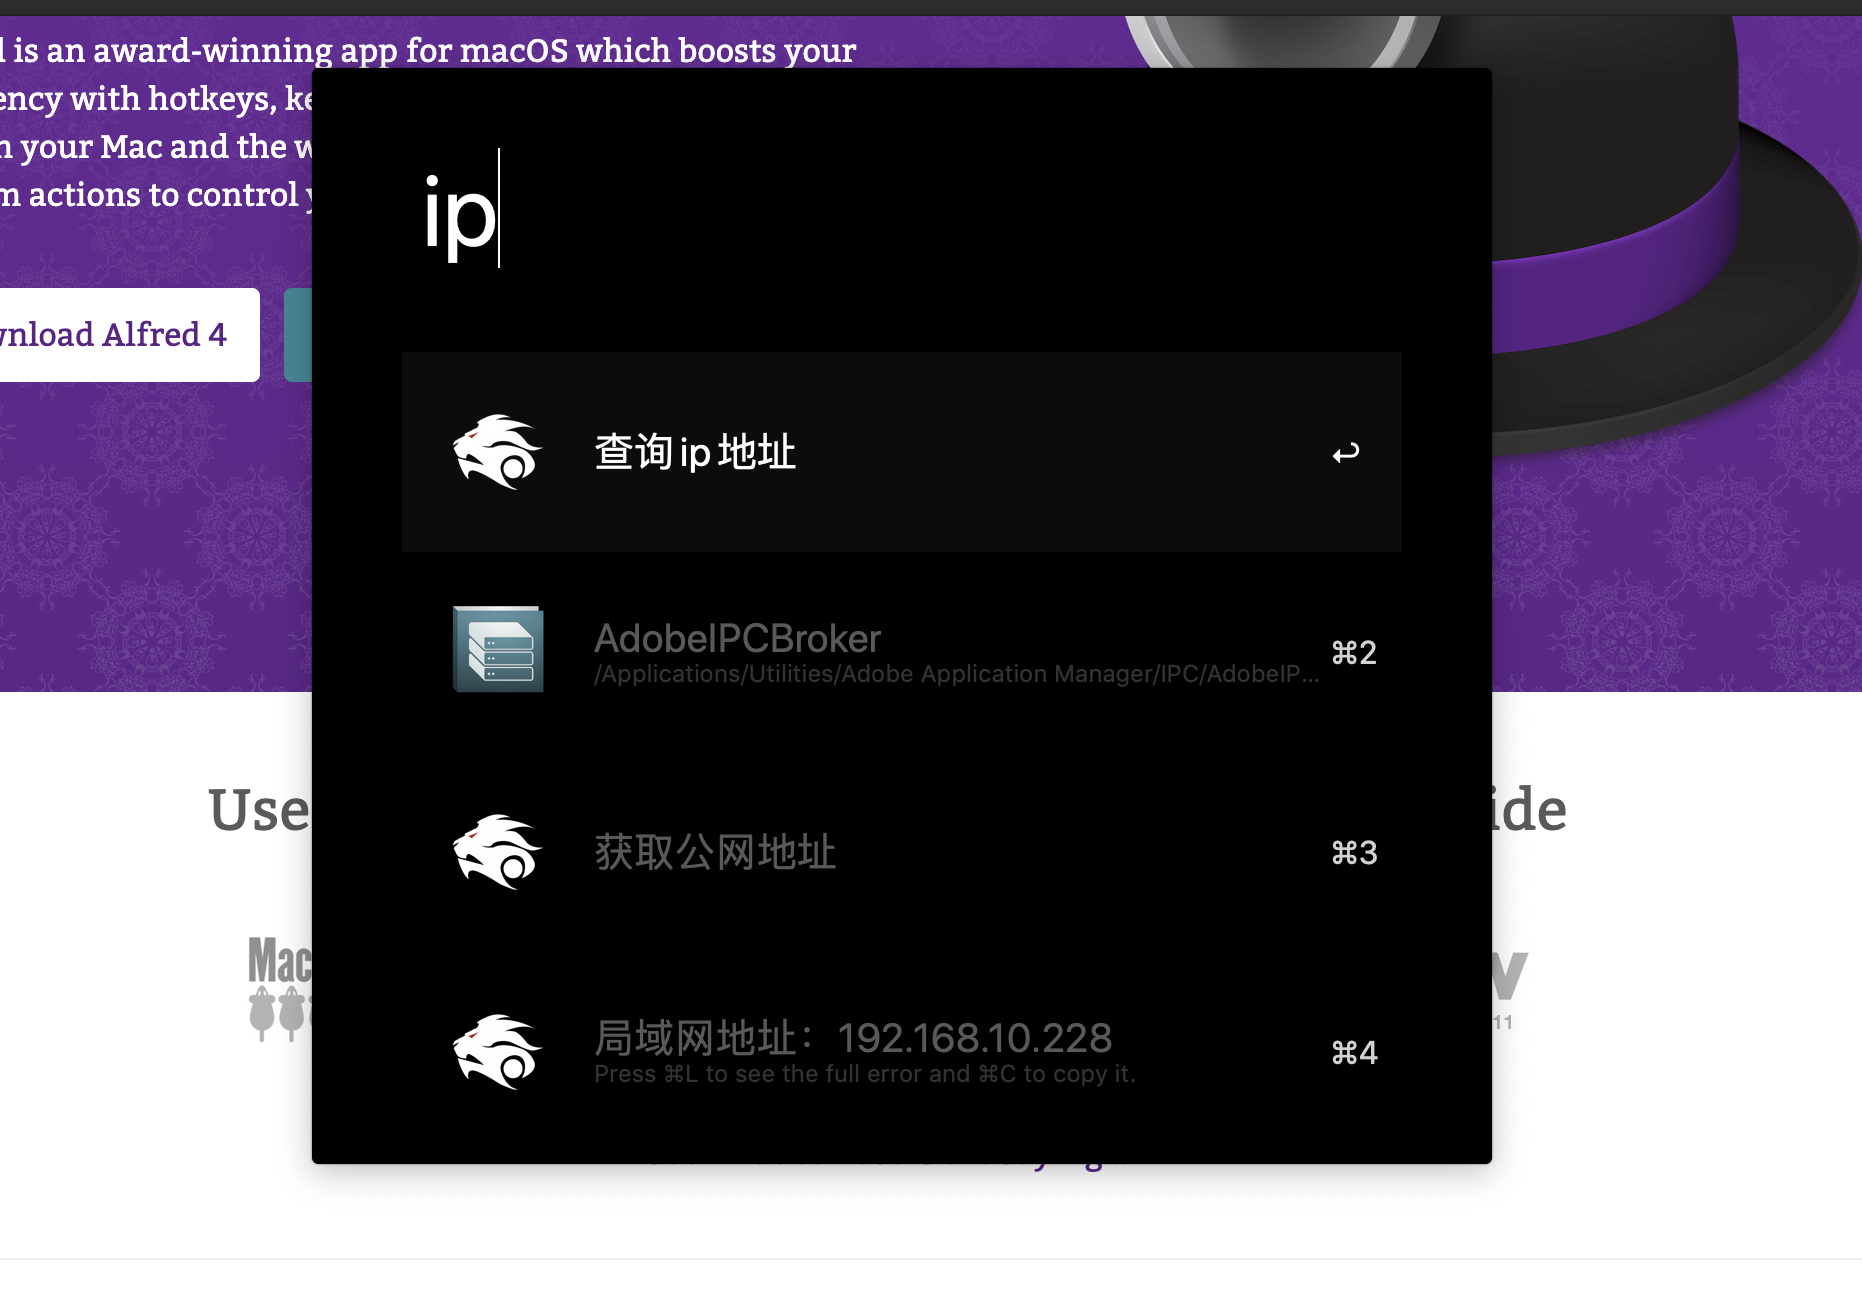 l is an award-winning app for macOS which boosts your
ency with hotkeys, ke
n your Mac and the w
m actions to control y
ip
wnload Alfred 4
查询ip地址
↩
AdobeIPCBroker
/Applications/Utilities/Adobe Application Manager/IPC/AdobeIP...
⌘2
Use
ide
获取公网地址
⌘3
Mac
11
局域网地址：192.168.10.228
Press ⌘L to see the full error and ⌘C to copy it.
⌘4